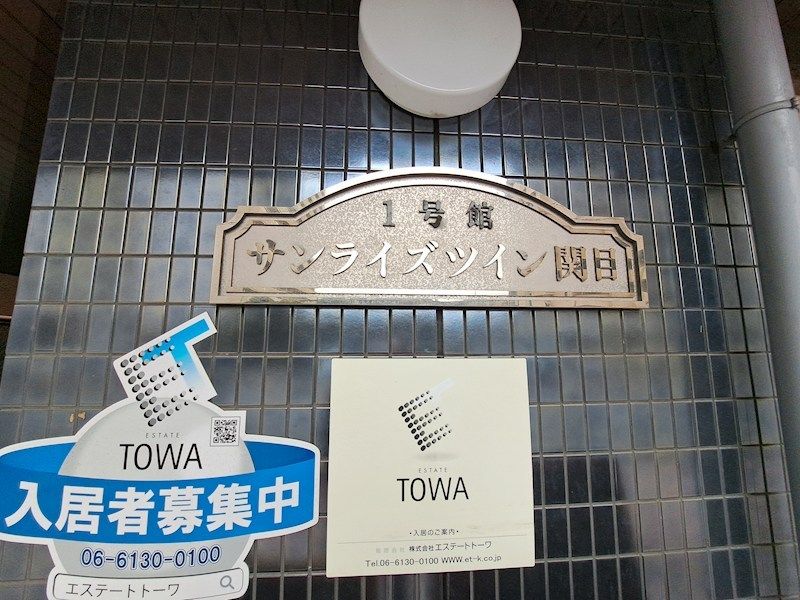 1号館
サンライズツイン関目
ESTATE
TOWA
入居者募集中
06-6130-0100
エステートトーワ
ESTATE
TOWA
・入居のご案内・
株式会社エステートトーワ
Tel.06-6130-0100 WWW.et-k.co.jp